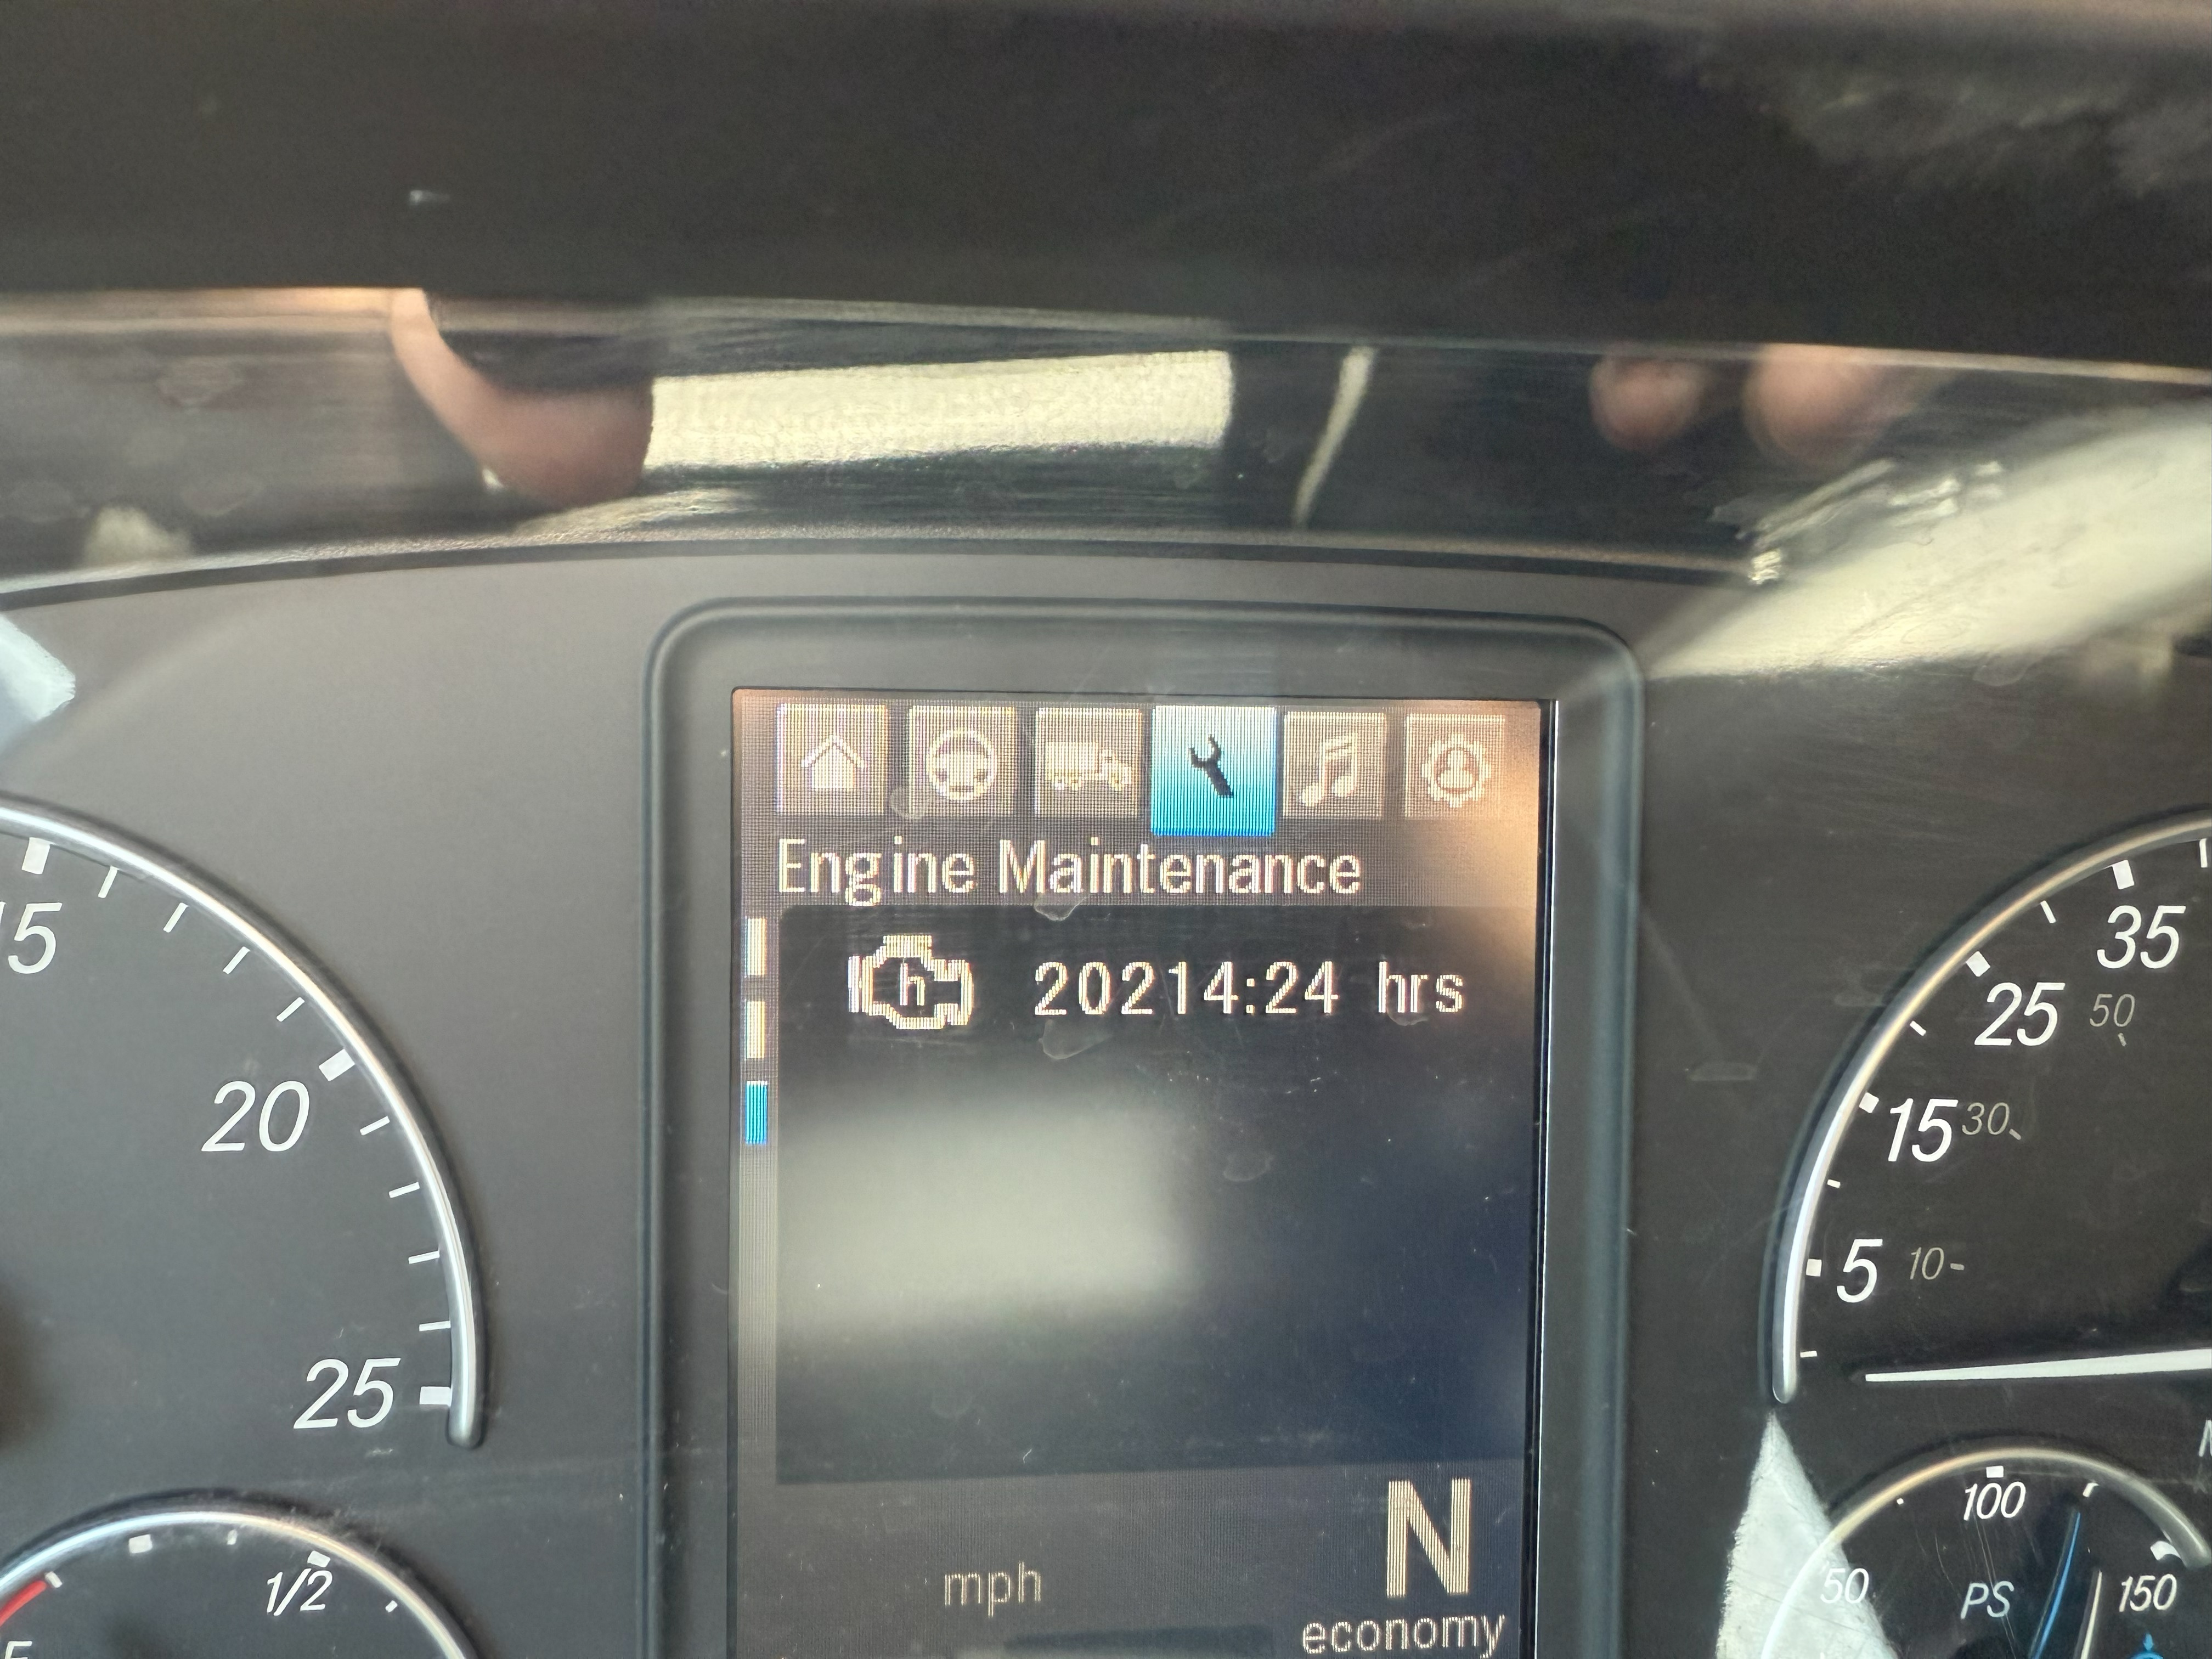 Engine Maintenance
h 20214:24 hrs
35
25 50
15 30
5 10
20
25
1/2
N
mph
economy
100
50 PS 150